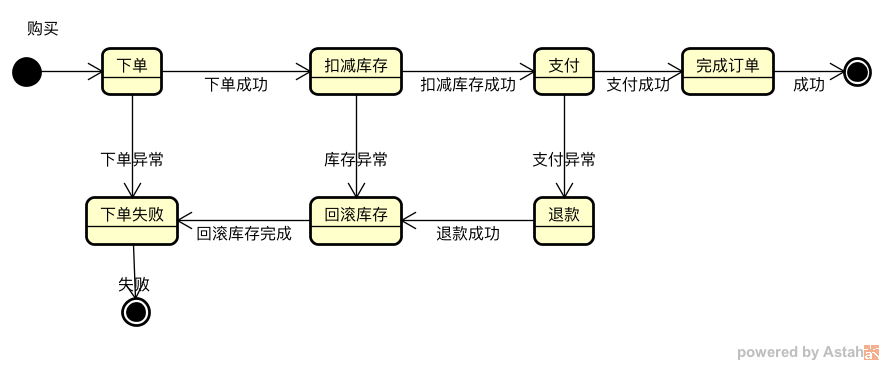 购买
下单
扣减库存
支付
完成订单
下单成功
扣减库存成功
支付成功
成功
下单异常
库存异常
支付异常
下单失败
回滚库存
退款
回滚库存完成
退款成功
失败
powered by Astah